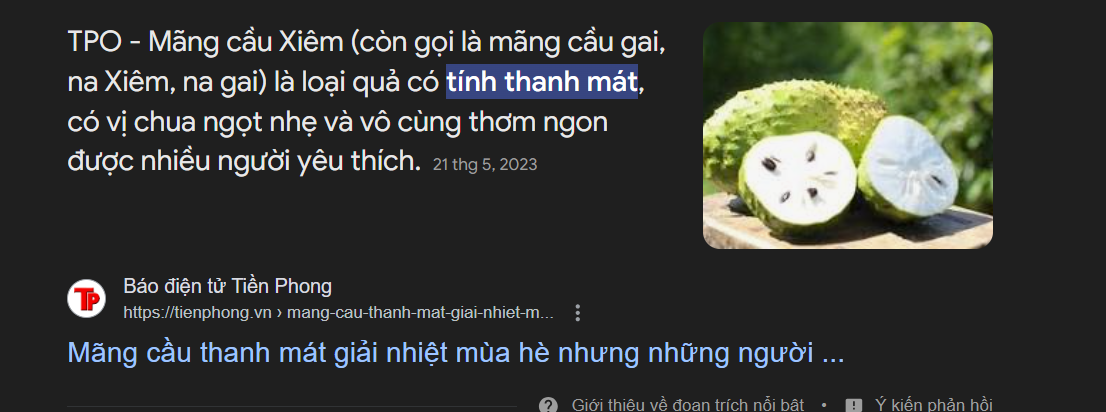 TPO - Mãng cầu Xiêm (còn gọi là mãng cầu gai,
na Xiêm, na gai) là loại quả có tính thanh mát,
có vị chua ngọt nhẹ và vô cùng thơm ngon
được nhiều người yêu thích. 21 thg 5, 2023
TP
Báo điện tử Tiền Phong
https://tienphong.vn › mang-cau-thanh-mat-giai-nhiet-m...
Mãng cầu thanh mát giải nhiệt mùa hè nhưng những người ...
Giới thiệu về đoạn trích nổi bật • Ý kiến phản hồi